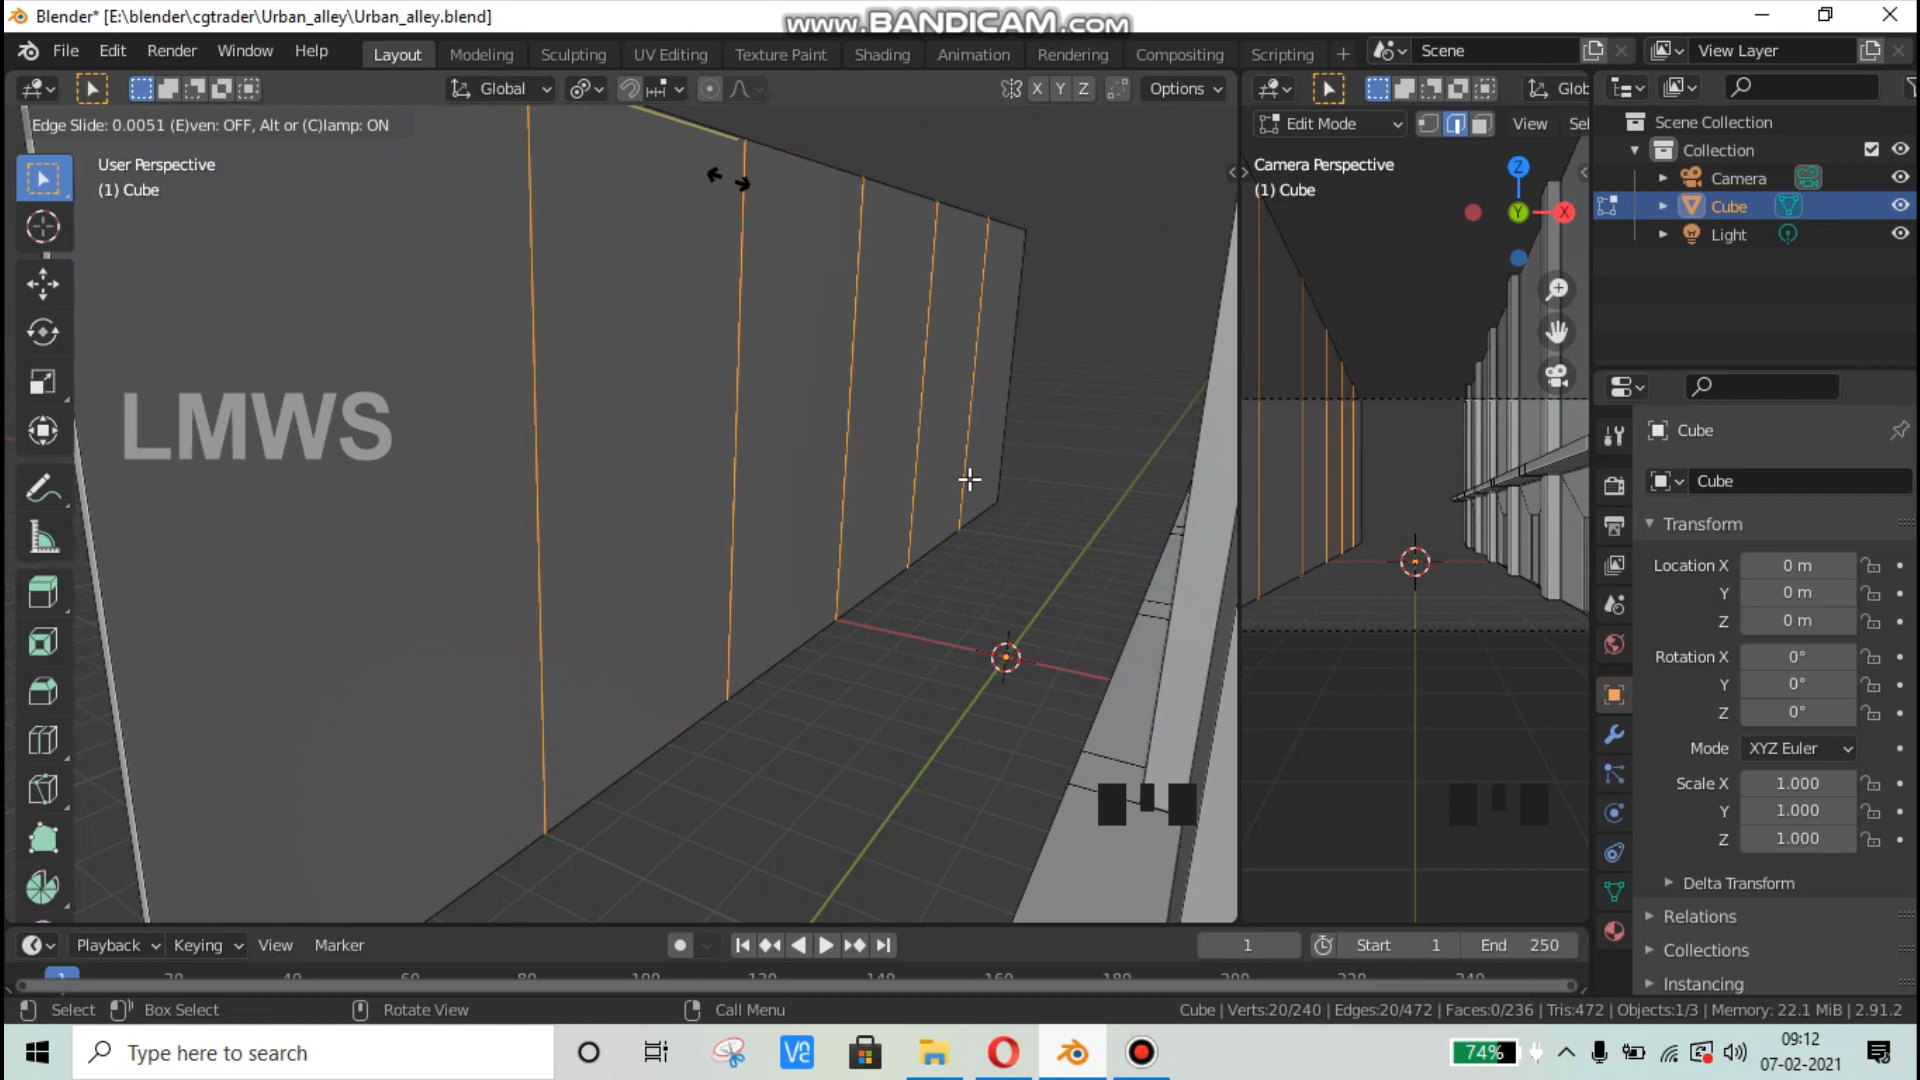 Blender* [E:\blender\cgtrader\Urban_alley\Urban_alley.blend]
www.BANDICAM.com
File Edit Render Window Help
Layout Modeling Sculpting UV Editing Texture Paint Shading Animation Rendering Compositing Scripting +
Scene
View Layer
Global
X Y Z
Options
Glob
Edge Slide: 0.0051 (E)ven: OFF, Alt or (C)lamp: ON
User Perspective
(1) Cube
LMWS
Edit Mode
View
Sel
Camera Perspective
(1) Cube
Z
Y
X
Scene Collection
Collection
Camera
Cube
Light
Cube
Cube
Transform
Location X 0 m
Y 0 m
Z 0 m
Rotation X 0°
Y 0°
Z 0°
Mode XYZ Euler
Scale X 1.000
Y 1.000
Z 1.000
Delta Transform
Relations
Collections
Instancing
Playback Keying View Marker
1
Start 1
End 250
Select Box Select Rotate View Call Menu
Cube | Verts:20/240 | Edges:20/472 | Faces:0/236 | Tris:472 | Objects:1/3 | Memory: 22.1 MiB | 2.91.2
Type here to search
74%
09:12
07-02-2021